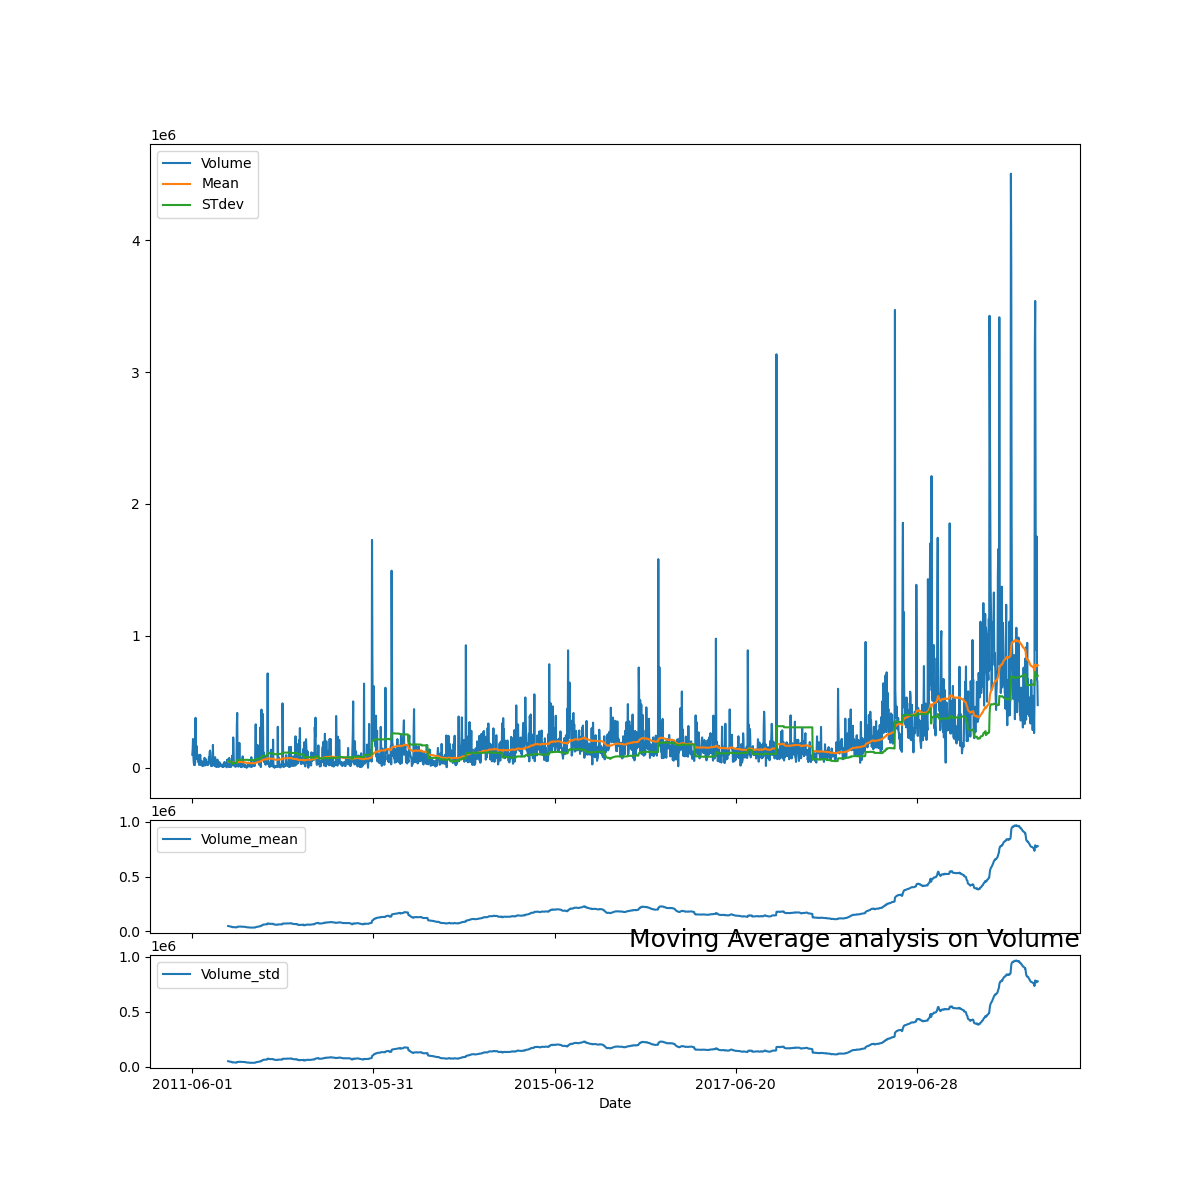 1e6
Volume
Mean
STdev
4
3
2
1
0
1e6
1.0
Volume_mean
0.5
0.0
Moving Average analysis on Volume
1e6
1.0
Volume_std
0.5
0.0
2011-06-01 2013-05-31 2015-06-12 2017-06-20 2019-06-28
Date